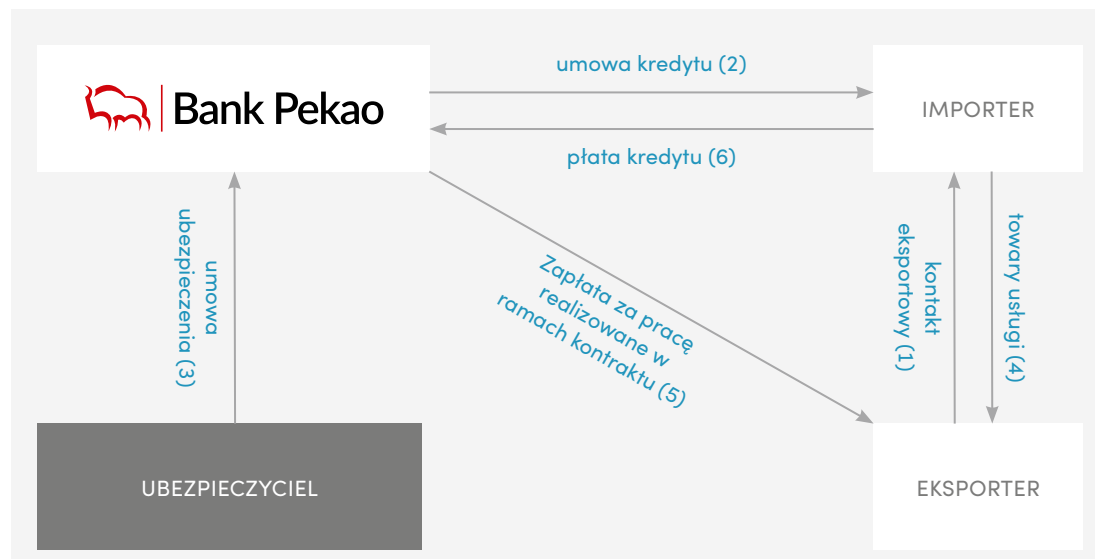 umowa kredytu (2)
Bank Pekao
IMPORTER
płata kredytu (6)
umowa
ubezpieczenia (3)
Zapłata za pracę
realizowane w
ramach kontraktu (5)
kontakt
eksportowy (1)
towary usługi (4)
UBEZPIECZYCIEL
EKSPORTER